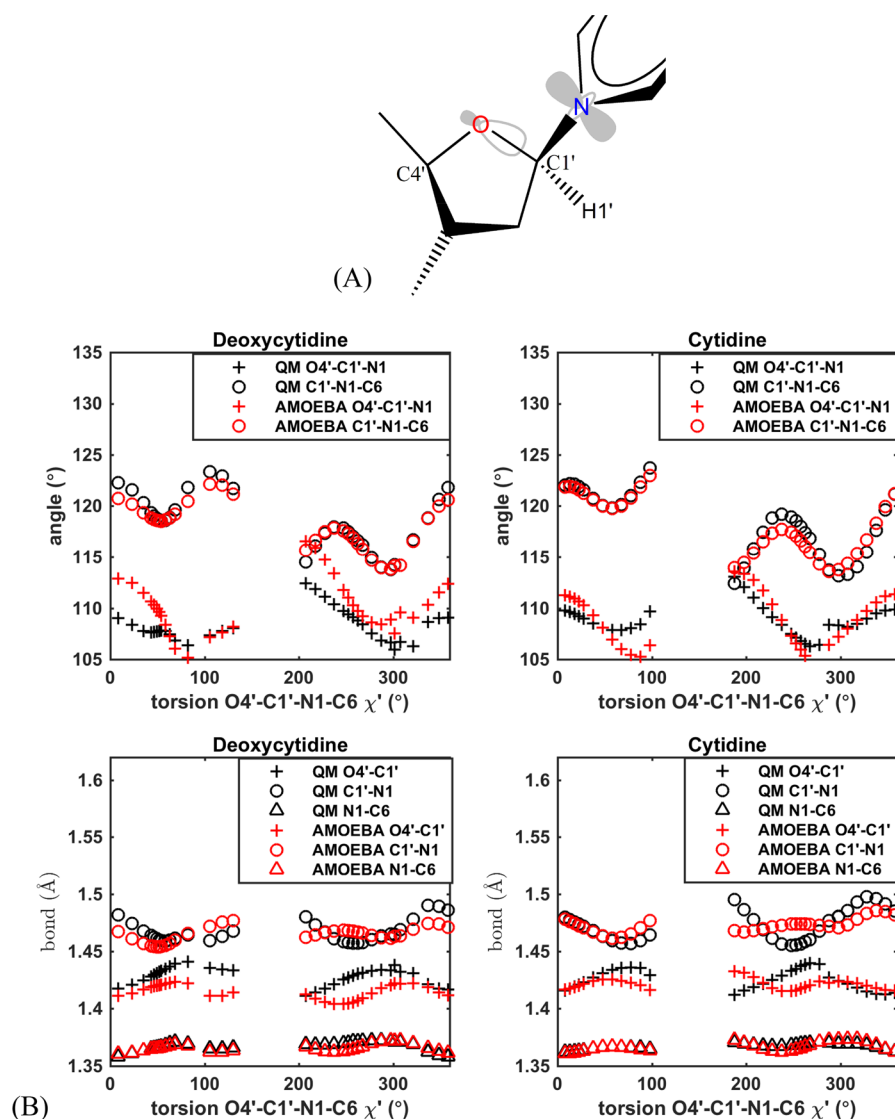 N
O
C4'
C1'
H1'
(A)
Deoxycytidine
135
130
125
120
115
110
105
angle (°)
QM O4'-C1'-N1
QM C1'-N1-C6
AMOEBA O4'-C1'-N1
AMOEBA C1'-N1-C6
0
100
200
300
torsion O4'-C1'-N1-C6 χ' (°)
Cytidine
135
130
125
120
115
110
105
angle (°)
QM O4'-C1'-N1
QM C1'-N1-C6
AMOEBA O4'-C1'-N1
AMOEBA C1'-N1-C6
0
100
200
300
torsion O4'-C1'-N1-C6 χ' (°)
Deoxycytidine
1.6
1.55
1.5
1.45
1.4
1.35
bond (Å)
QM O4'-C1'
QM C1'-N1
QM N1-C6
AMOEBA O4'-C1'
AMOEBA C1'-N1
AMOEBA N1-C6
0
100
200
300
torsion O4'-C1'-N1-C6 χ' (°)
Cytidine
1.6
1.55
1.5
1.45
1.4
1.35
bond (Å)
QM O4'-C1'
QM C1'-N1
QM N1-C6
AMOEBA O4'-C1'
AMOEBA C1'-N1
AMOEBA N1-C6
0
100
200
300
torsion O4'-C1'-N1-C6 χ' (°)
(B)